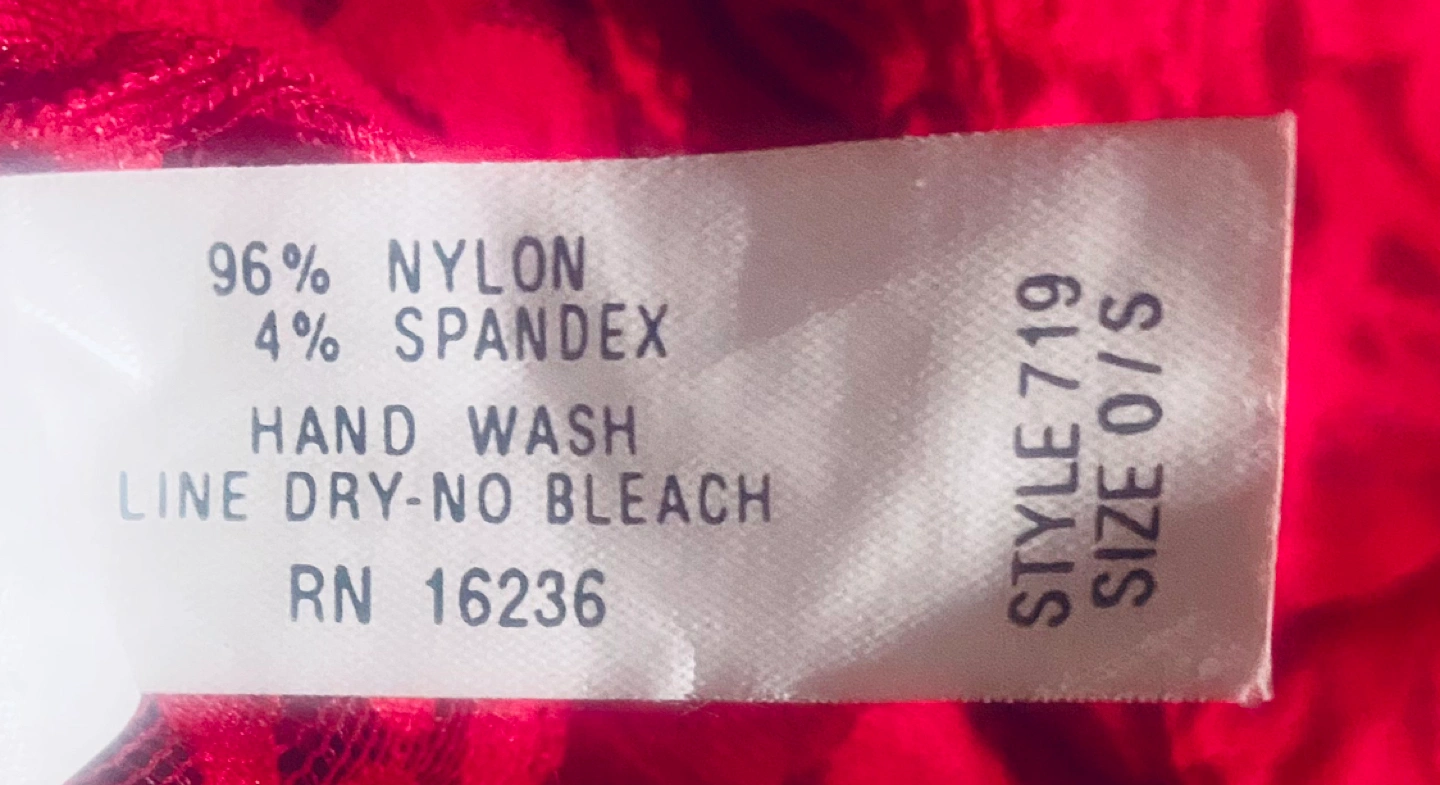 96% NYLON
4% SPANDEX
HAND WASH
LINE DRY-NO BLEACH
RN 16236
STYLE 719
SIZE O/S